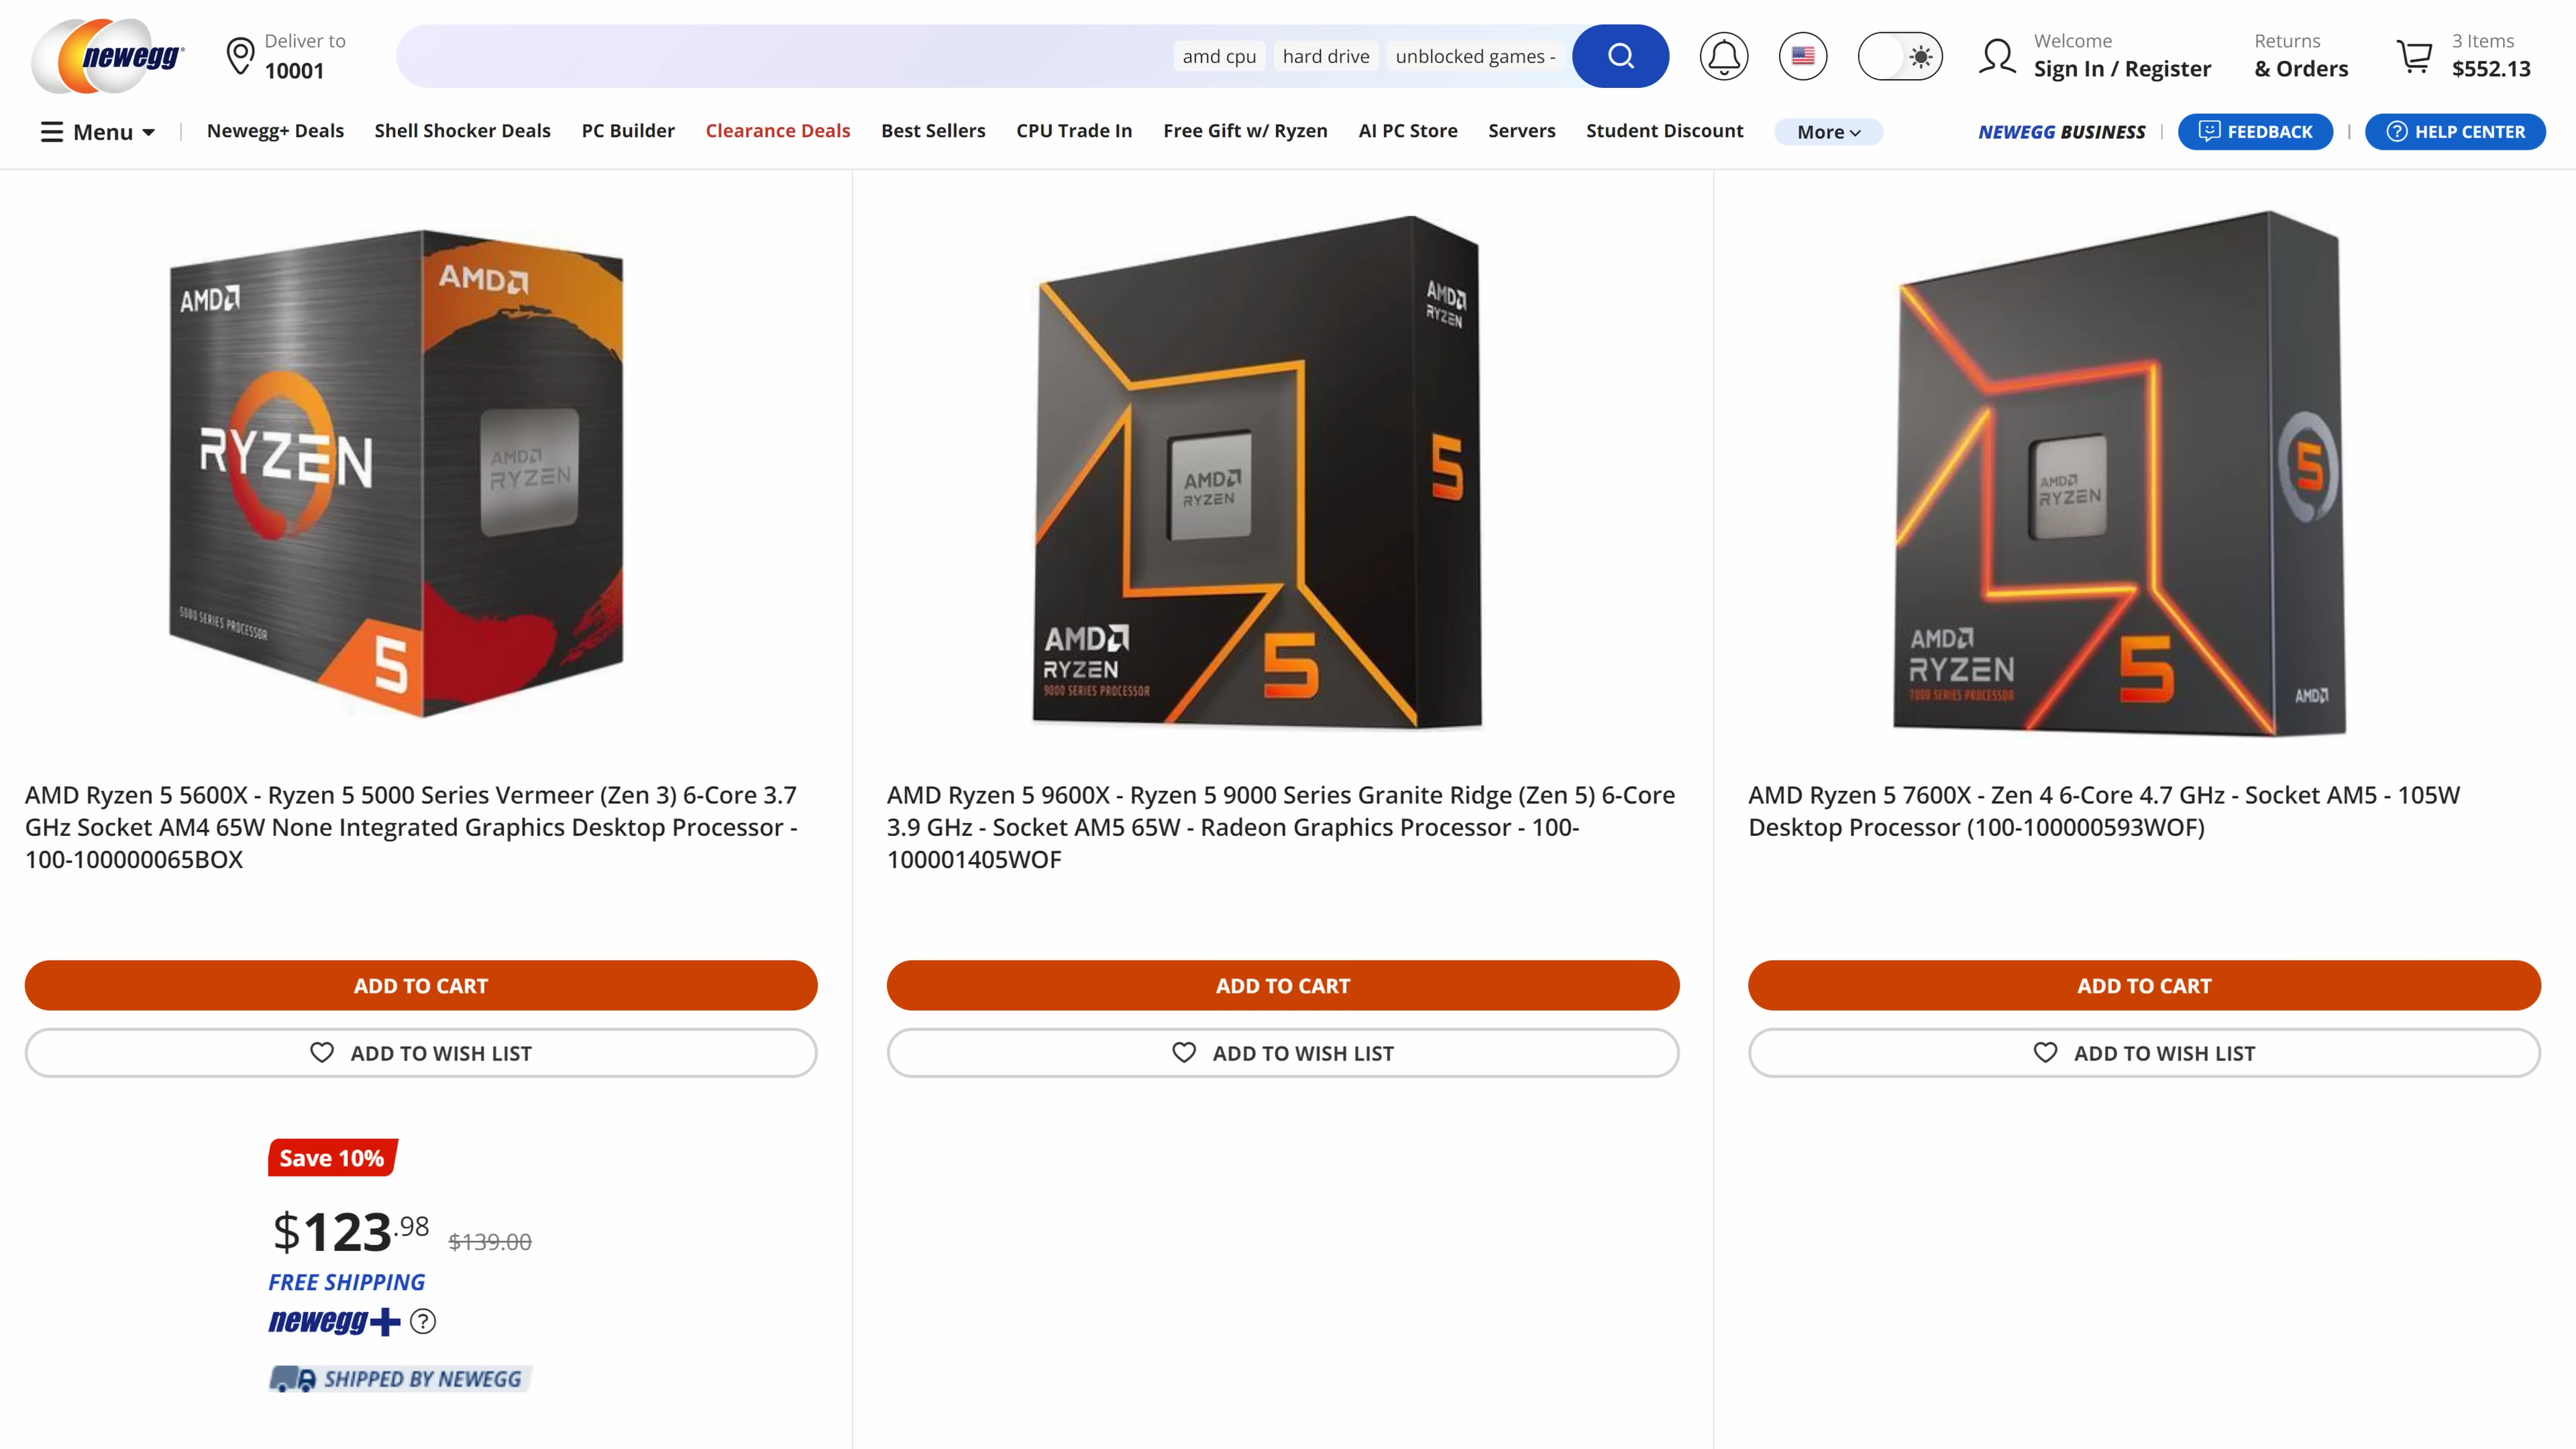 newegg
Deliver to
10001
amd cpu
hard drive
unblocked games -
Welcome
Sign In / Register
Returns
& Orders
3 Items
$552.13
Menu
Newegg+ Deals
Shell Shocker Deals
PC Builder
Clearance Deals
Best Sellers
CPU Trade In
Free Gift w/ Ryzen
AI PC Store
Servers
Student Discount
More
NEWEGG BUSINESS
FEEDBACK
HELP CENTER
AMD
RYZEN
5000 SERIES PROCESSOR
5
AMD
AMD
RYZEN
AMD
RYZEN
5
AMD
RYZEN
AMD
RYZEN
9000 SERIES PROCESSOR
5
AMD
RYZEN
5
AMD
RYZEN
7000 SERIES PROCESSOR
5
AMD
AMD Ryzen 5 5600X - Ryzen 5 5000 Series Vermeer (Zen 3) 6-Core 3.7
GHz Socket AM4 65W None Integrated Graphics Desktop Processor -
100-100000065BOX
AMD Ryzen 5 9600X - Ryzen 5 9000 Series Granite Ridge (Zen 5) 6-Core
3.9 GHz - Socket AM5 65W - Radeon Graphics Processor - 100-
100001405WOF
AMD Ryzen 5 7600X - Zen 4 6-Core 4.7 GHz - Socket AM5 - 105W
Desktop Processor (100-100000593WOF)
ADD TO CART
ADD TO CART
ADD TO CART
ADD TO WISH LIST
ADD TO WISH LIST
ADD TO WISH LIST
Save 10%
$123.98 $139.00
FREE SHIPPING
newegg+ ?
SHIPPED BY NEWEGG